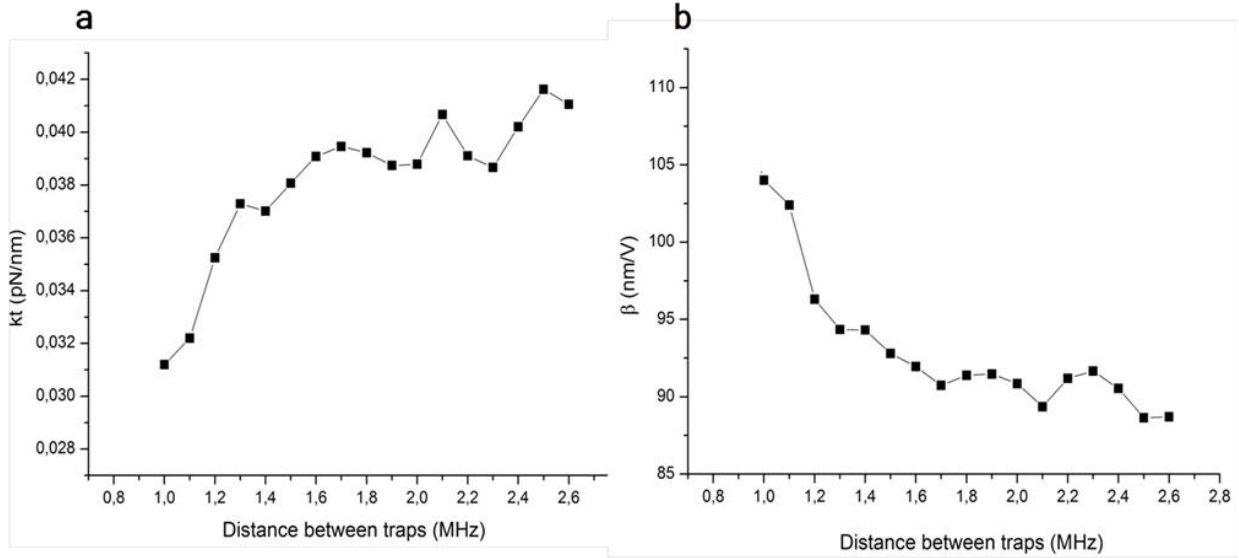 a
b
0,042
0,040
0,038
0,036
0,034
0,032
0,030
0,028
kt (pN/nm)
0,8 1,0 1,2 1,4 1,6 1,8 2,0 2,2 2,4 2,6
Distance between traps (MHz)
110
105
100
95
90
85
β (nm/V)
0,8 1,0 1,2 1,4 1,6 1,8 2,0 2,2 2,4 2,6 2,8
Distance between traps (MHz)